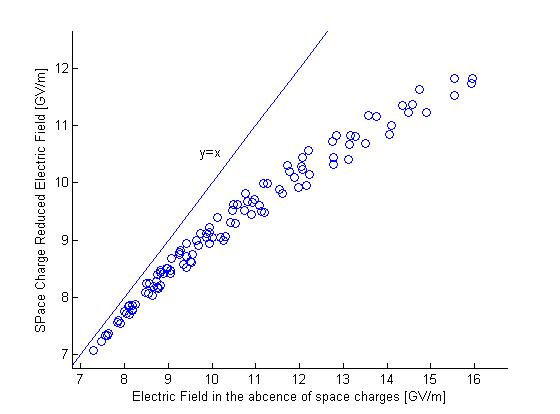 SPace Charge Reduced Electric Field [GV/m]
12
11
10
9
8
7
y=x
7 8 9 10 11 12 13 14 15 16
Electric Field in the abcence of space charges [GV/m]